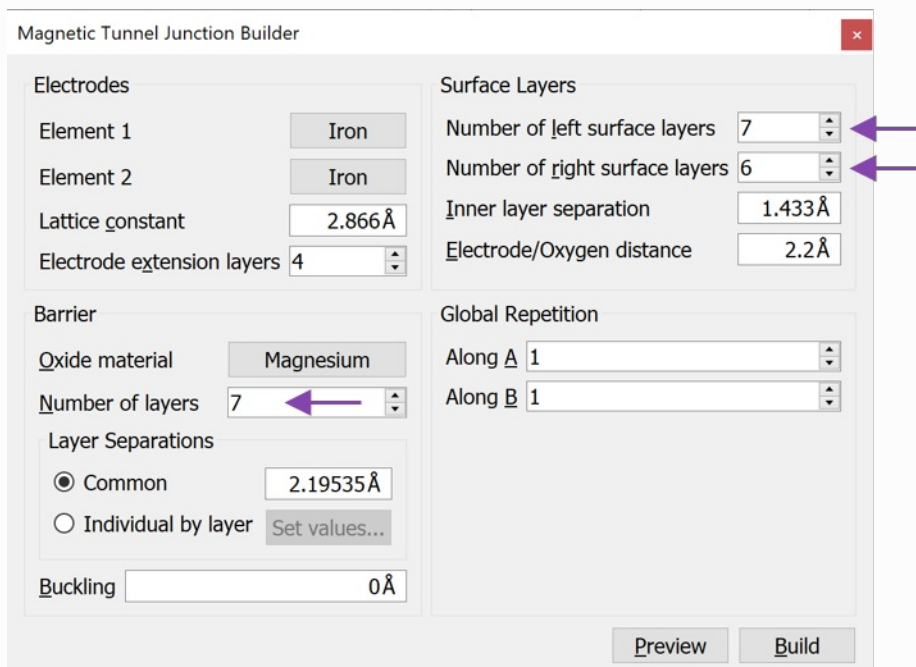 Magnetic Tunnel Junction Builder
×
Electrodes
Element 1 Iron
Element 2 Iron
Lattice constant 2.866Å
Electrode extension layers 4
Surface Layers
Number of left surface layers 7
Number of right surface layers 6
Inner layer separation 1.433Å
Electrode/Oxygen distance 2.2Å
Barrier
Oxide material Magnesium
Number of layers 7
Layer Separations
Common 2.19535Å
Individual by layer Set values...
Buckling 0Å
Global Repetition
Along A 1
Along B 1
Preview Build